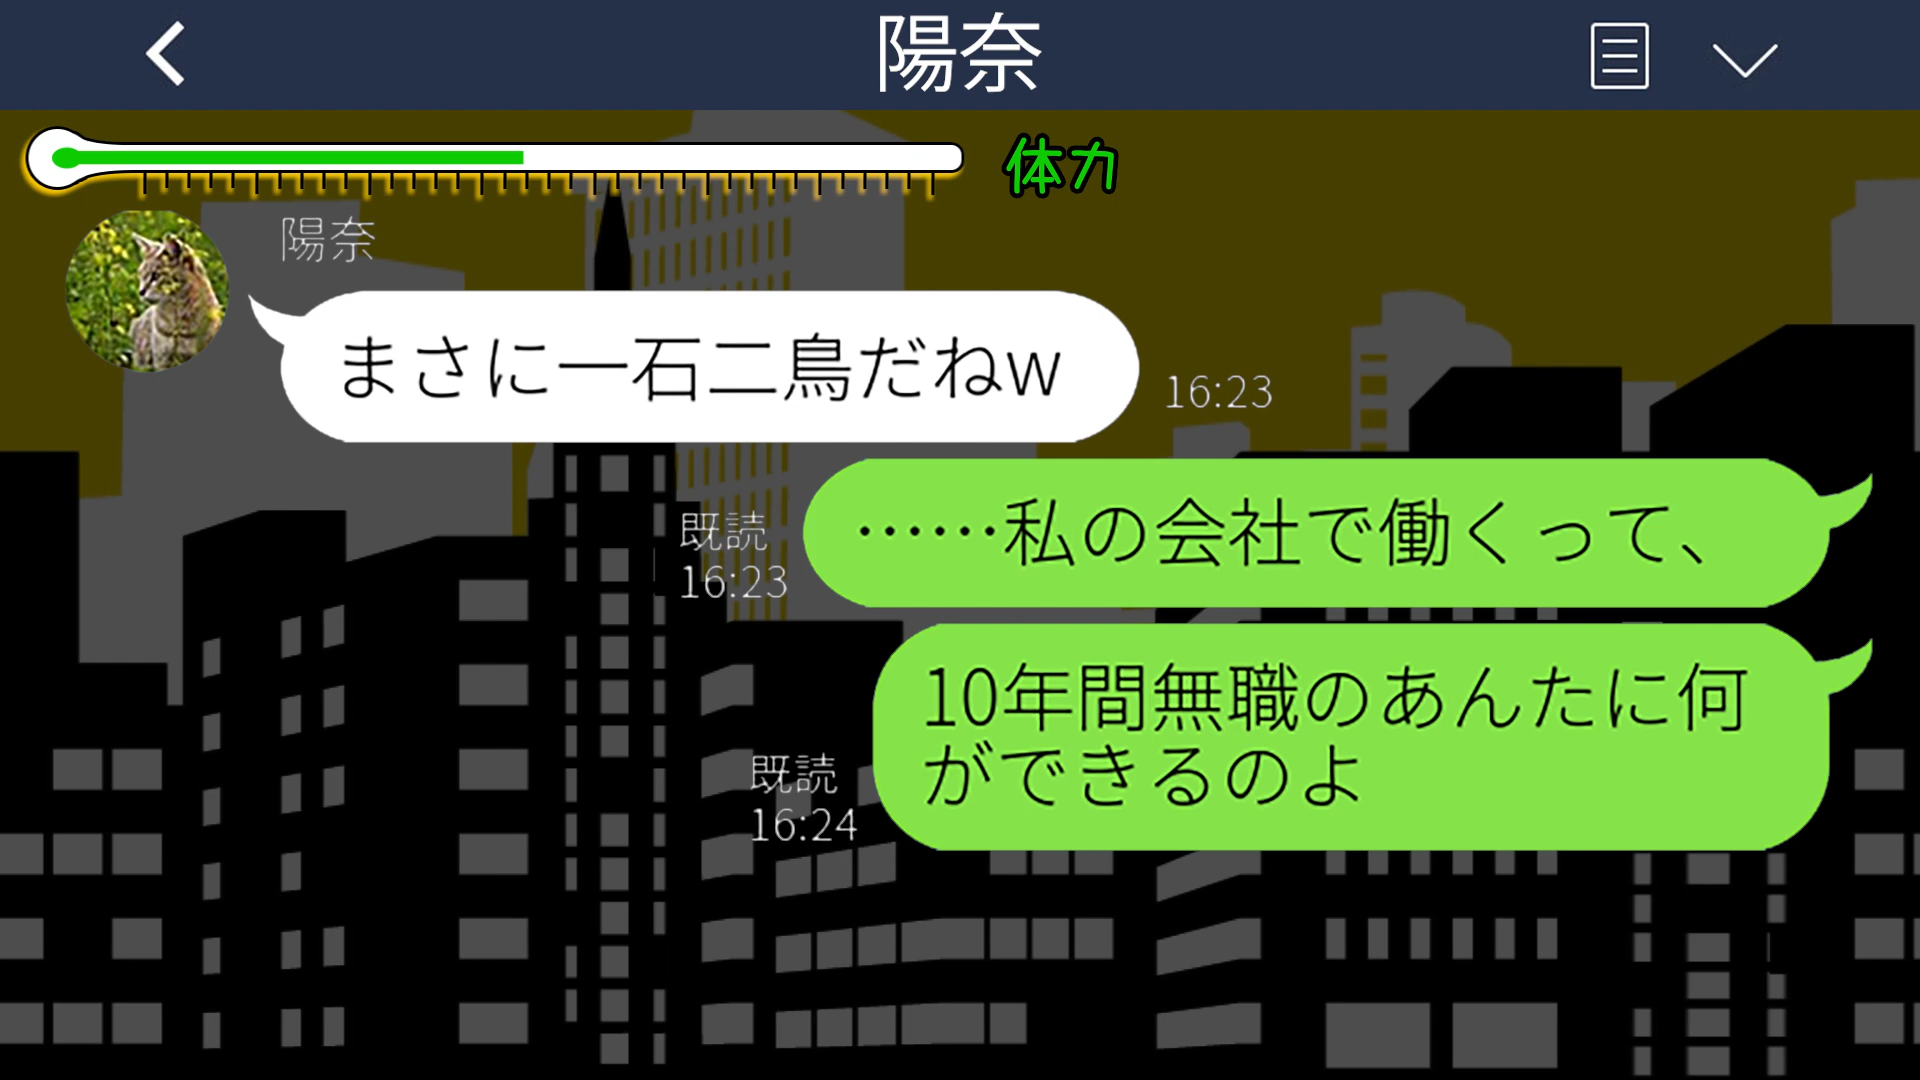 陽奈
体力
陽奈
まさに一石二鳥だねw
16:23
……私の会社で働くって、
既読
16:23
10年間無職のあんたに何
ができるのよ
既読
16:24